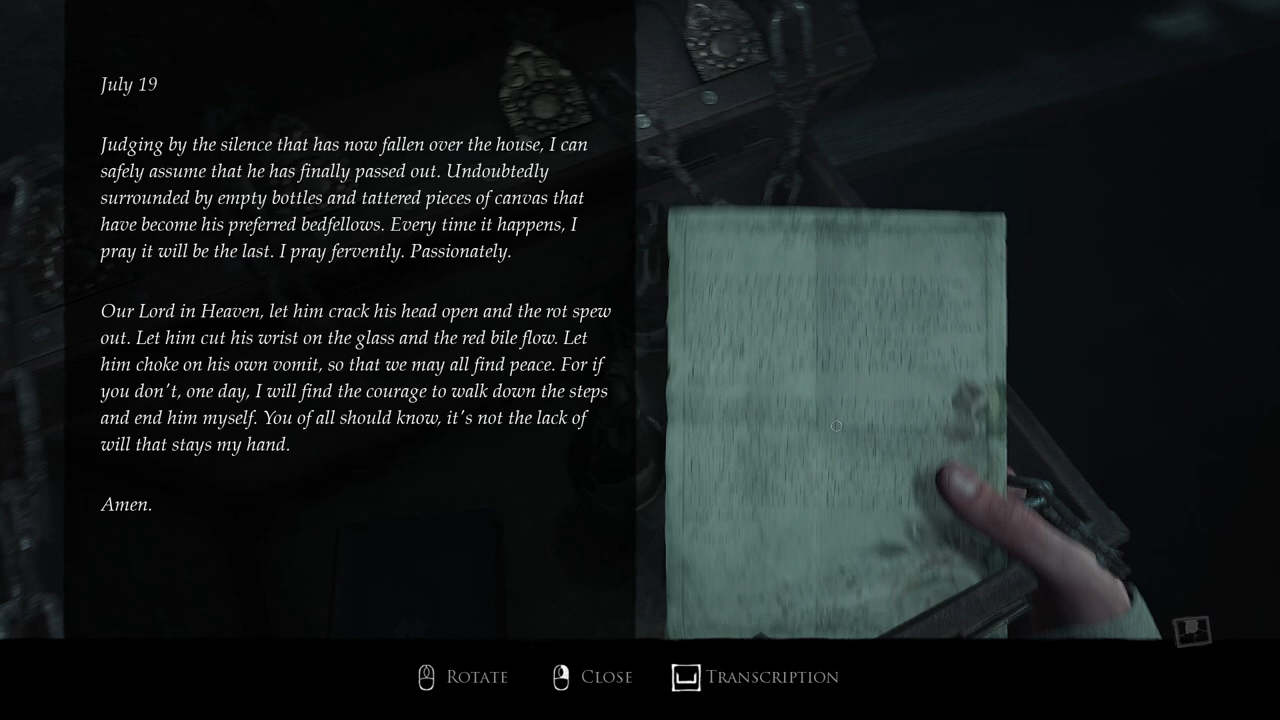 July 19
Judging by the silence that has now fallen over the house, I can
safely assume that he has finally passed out. Undoubtedly
surrounded by empty bottles and tattered pieces of canvas that
have become his preferred bedfellows. Every time it happens, I
pray it will be the last. I pray fervently. Passionately.
Our Lord in Heaven, let him crack his head open and the rot spew
out. Let him cut his wrist on the glass and the red bile flow. Let
him choke on his own vomit, so that we may all find peace. For if
you don't, one day, I will find the courage to walk down the steps
and end him myself. You of all should know, it's not the lack of
will that stays my hand.
Amen.
Rotate Close Transcription